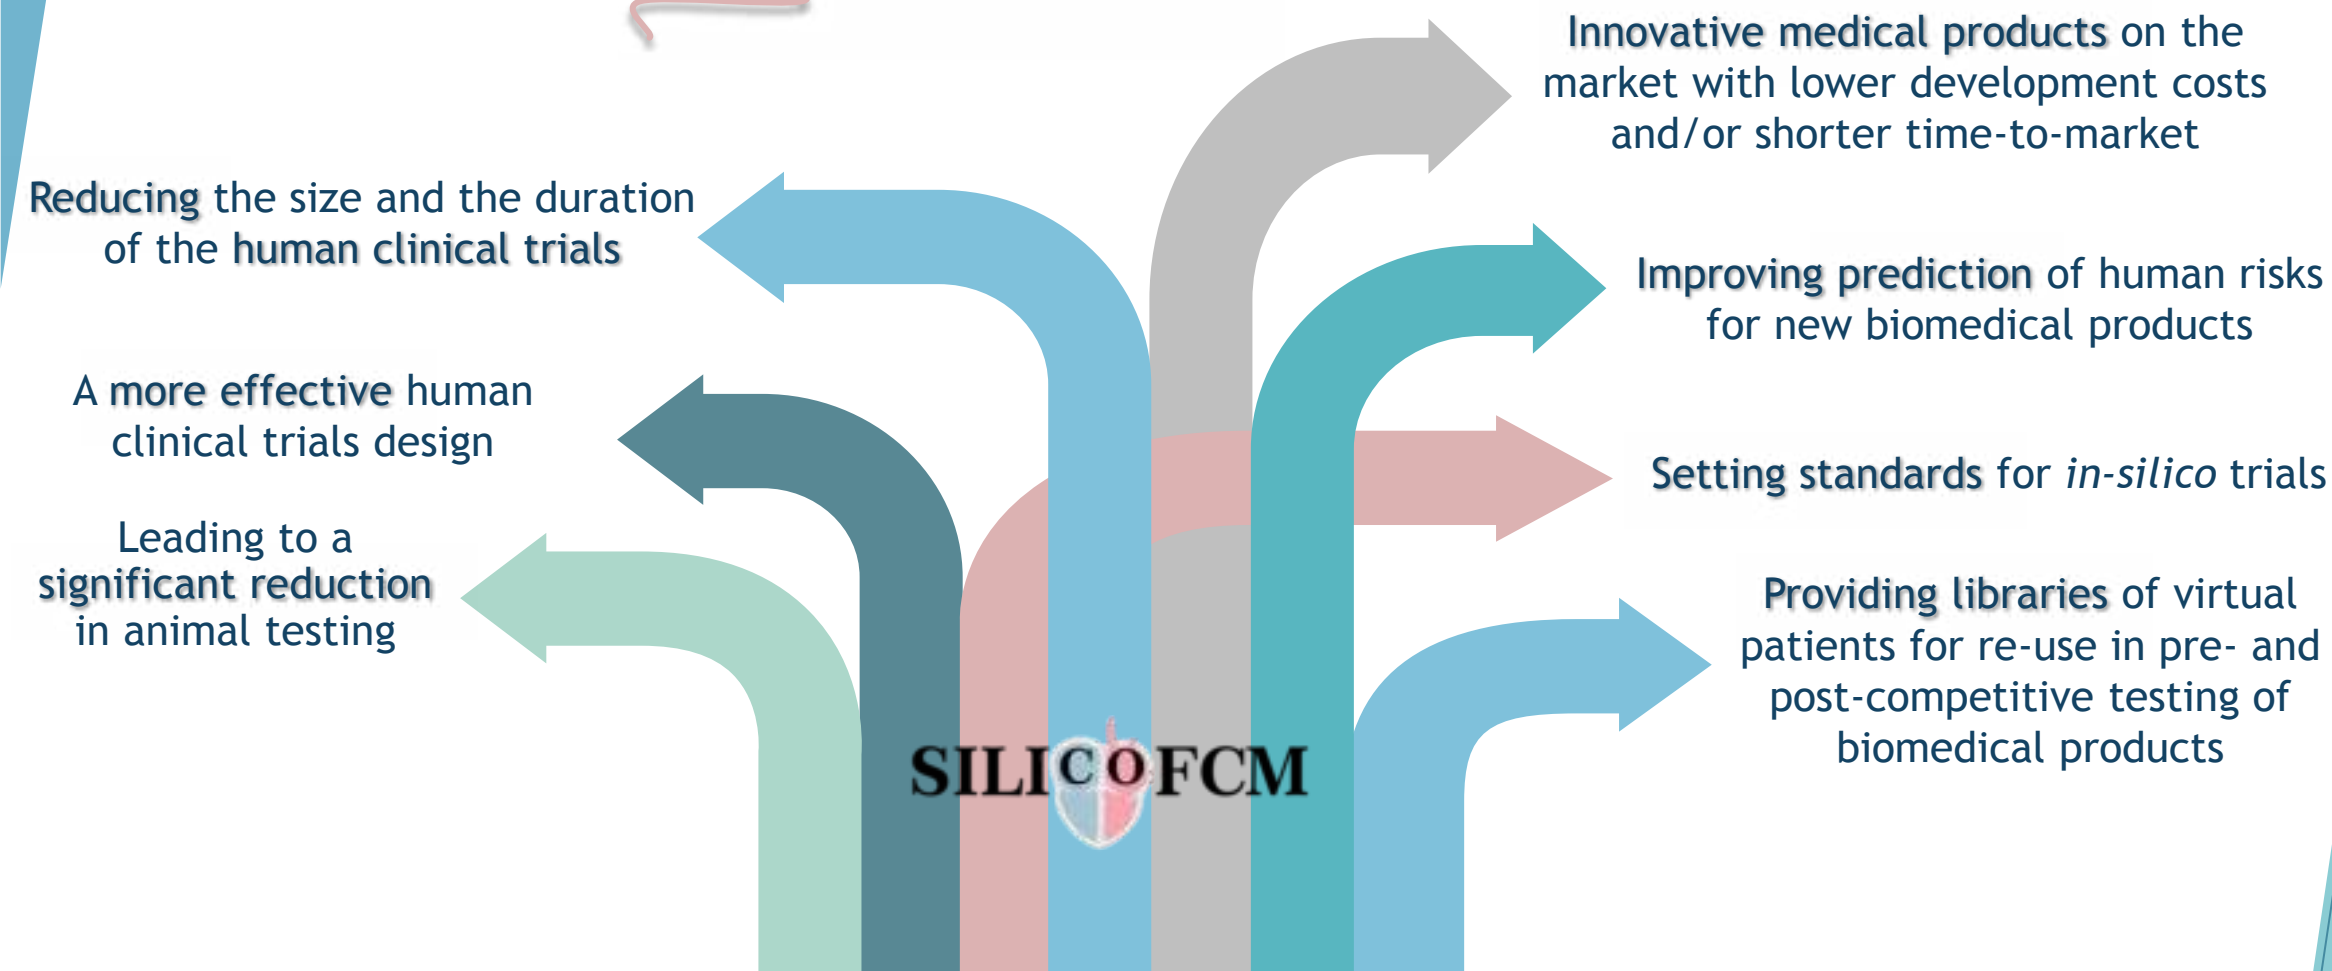 Innovative medical products on the
market with lower development costs
and/or shorter time-to-market
Reducing the size and the duration
of the human clinical trials
Improving prediction of human risks
for new biomedical products
A more effective human
clinical trials design
Setting standards for in-silico trials
Leading to a
significant reduction
in animal testing
Providing libraries of virtual
patients for re-use in pre- and
post-competitive testing of
biomedical products
SILICOFCM